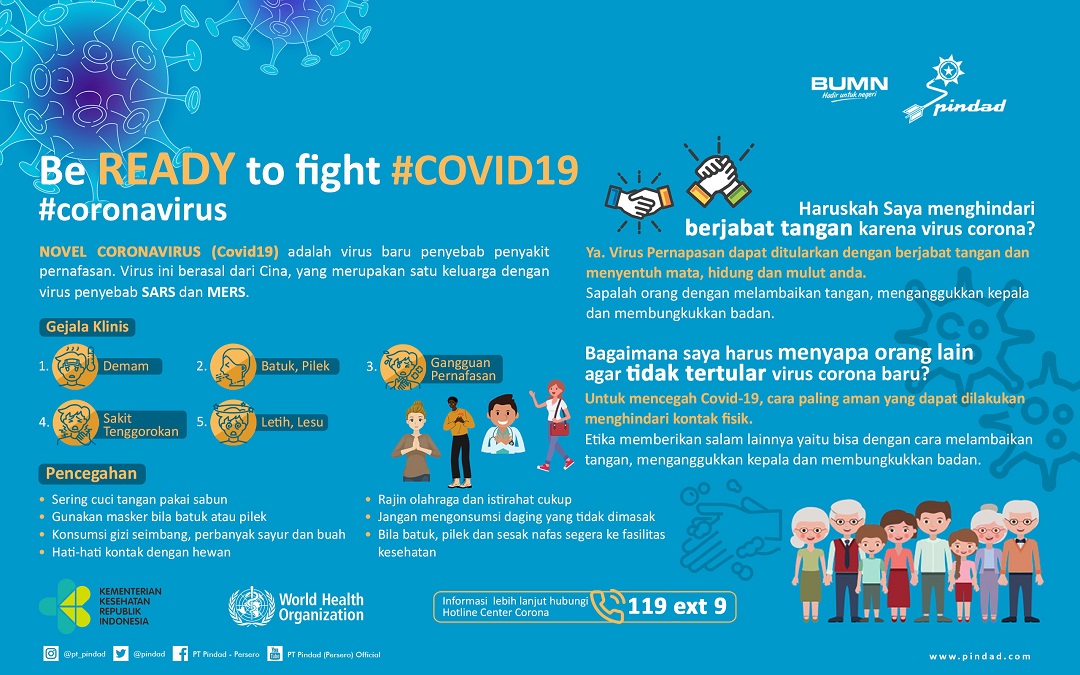 BUMN
Hadir untuk negeri
pindad
Be READY to fight #COVID19
#coronavirus
NOVEL CORONAVIRUS (Covid19) adalah virus baru penyebab penyakit
pernafasan. Virus ini berasal dari Cina, yang merupakan satu keluarga dengan
virus penyebab SARS dan MERS.
Gejala Klinis
1. Demam
2. Batuk, Pilek
3. Gangguan
Pernafasan
4. Sakit
Tenggorokan
5. Letih, Lesu
Pencegahan
• Sering cuci tangan pakai sabun
• Gunakan masker bila batuk atau pilek
• Konsumsi gizi seimbang, perbanyak sayur dan buah
• Hati-hati kontak dengan hewan
• Rajin olahraga dan istirahat cukup
• Jangan mengonsumsi daging yang tidak dimasak
• Bila batuk, pilek dan sesak nafas segera ke fasilitas
kesehatan
Haruskah Saya menghindari
berjabat tangan karena virus corona?
Ya. Virus Pernapasan dapat ditularkan dengan berjabat tangan dan
menyentuh mata, hidung dan mulut anda.
Sapalah orang dengan melambaikan tangan, menganggukkan kepala
dan membungkukkan badan.
Co
Bagaimana saya harus menyapa orang lain
agar tidak tertular virus corona baru?
Untuk mencegah Covid-19, cara paling aman yang dapat dilakukan
menghindari kontak fisik.
Etika memberikan salam lainnya yaitu bisa dengan cara melambaikan
tangan, menganggukkan kepala dan membungkukkan badan.
KEMENTERIAN
KESEHATAN
REPUBLIK
INDONESIA
World Health
Organization
Informasi lebih lanjut hubungi
Hotline Center Corona
119 ext 9
@pt_pindad
@pindad
PT Pindad - Persero
You Tube
PT Pindad (Persero) Official
www.pindad.com